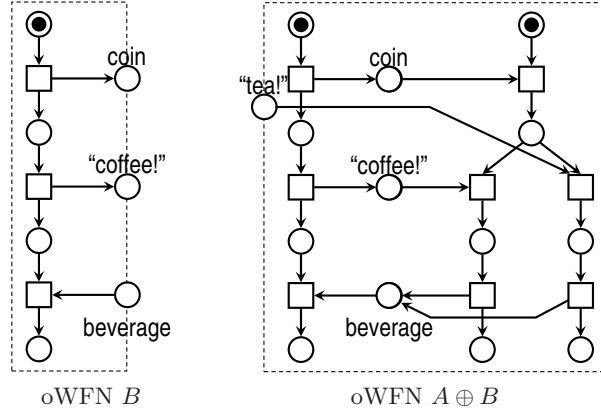 coin
"coffee!"
beverage
oWFN B
coin
"tea!"
"coffee!"
beverage
oWFN A ⊕ B